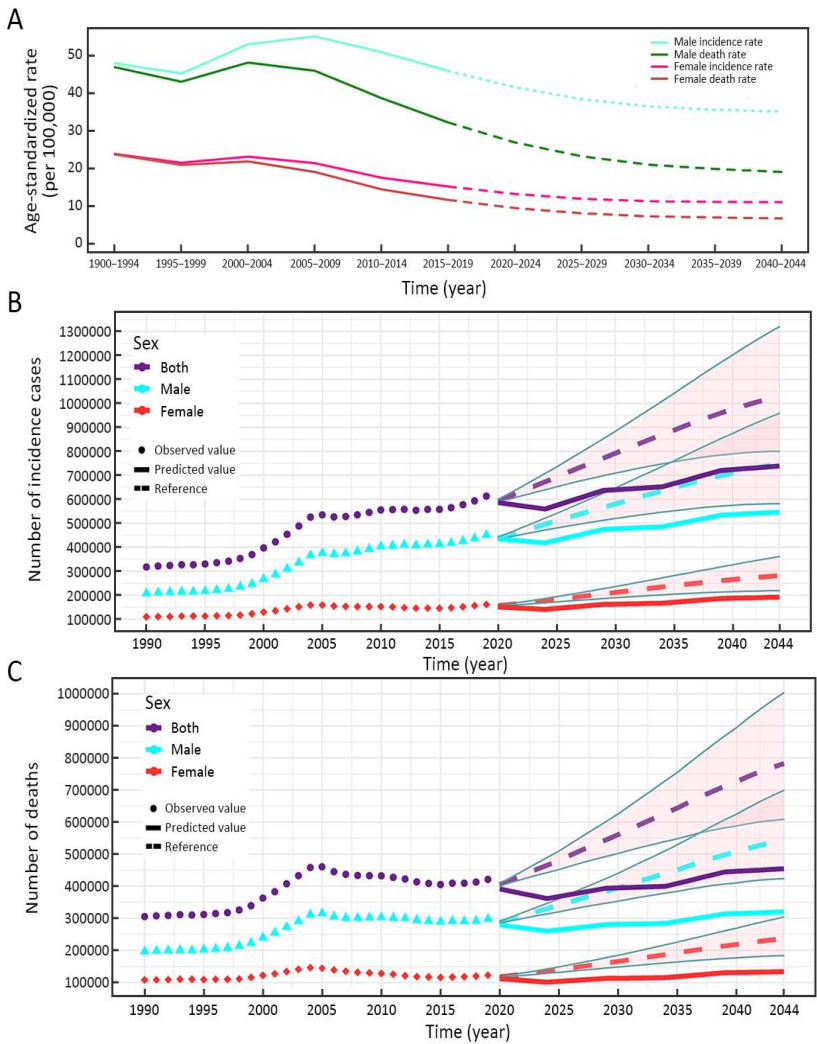 A
Age-standardized rate
(per 100,000)
50
40
30
20
10
0
Male incidence rate
Male death rate
Female incidence rate
Female death rate
1900–1994 1995–1999 2000–2004 2005–2009 2010–2014 2015–2019 2020–2024 2025–2029 2030–2034 2035–2039 2040–2044
Time (year)
B
Number of incidence cases
1300000
1200000
1100000
1000000
900000
800000
700000
600000
500000
400000
300000
200000
100000
Sex
Both
Male
Female
Observed value
Predicted value
Reference
1990 1995 2000 2005 2010 2015 2020 2025 2030 2035 2040 2044
Time (year)
C
Number of deaths
1000000
900000
800000
700000
600000
500000
400000
300000
200000
100000
Sex
Both
Male
Female
Observed value
Predicted value
Reference
1990 1995 2000 2005 2010 2015 2020 2025 2030 2035 2040 2044
Time (year)